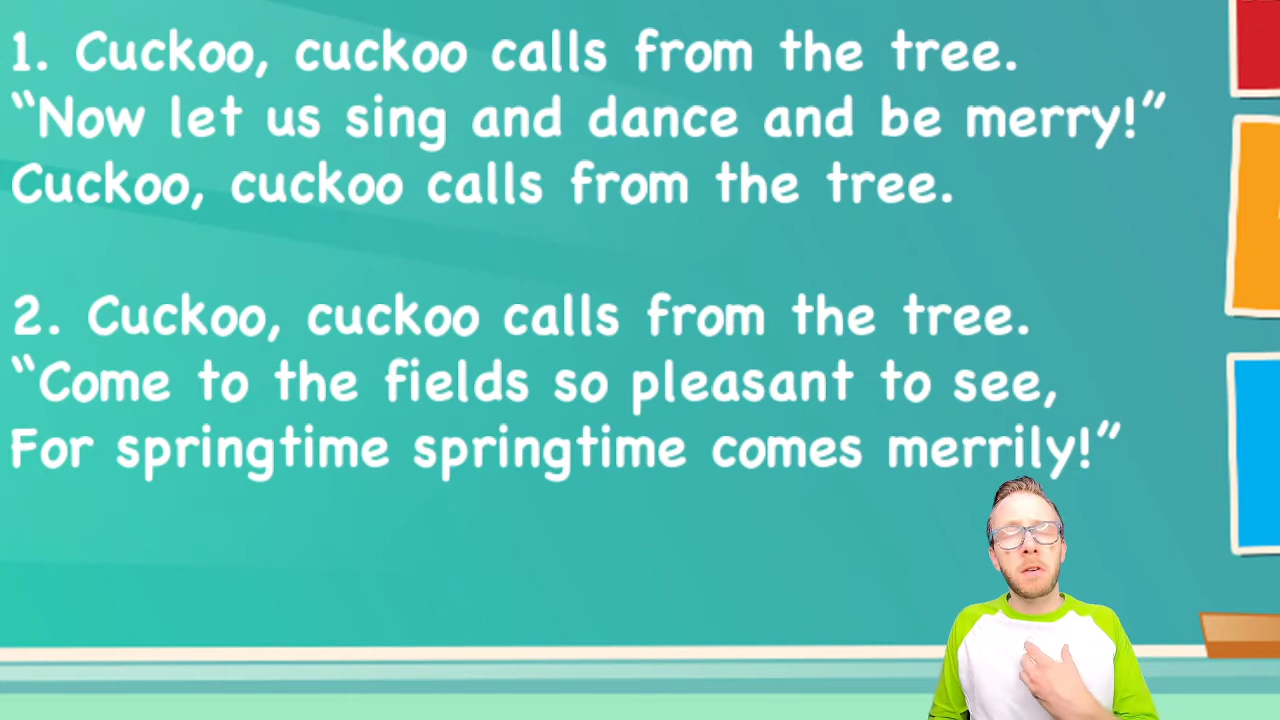 1. Cuckoo, cuckoo calls from the tree.
“Now let us sing and dance and be merry!”
Cuckoo, cuckoo calls from the tree.
2. Cuckoo, cuckoo calls from the tree.
“Come to the fields so pleasant to see,
For springtime springtime comes merrily!”